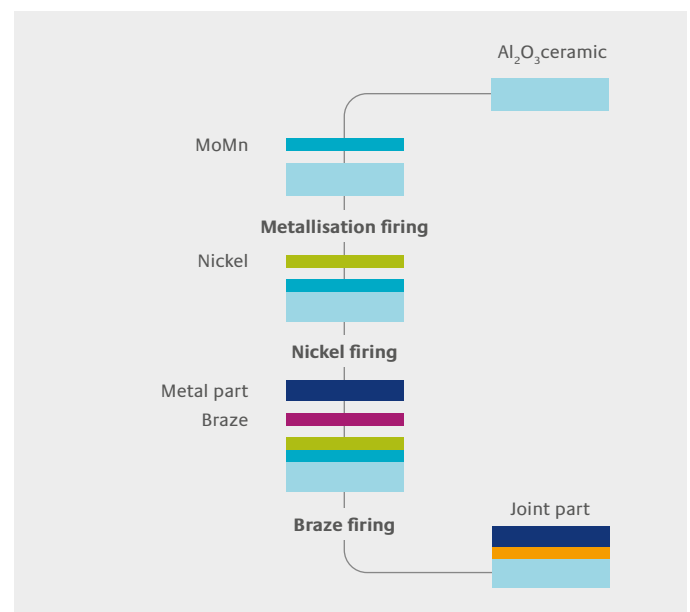 Al₂O₃ceramic
MoMn
Metallisation firing
Nickel
Nickel firing
Metal part
Braze
Braze firing
Joint part